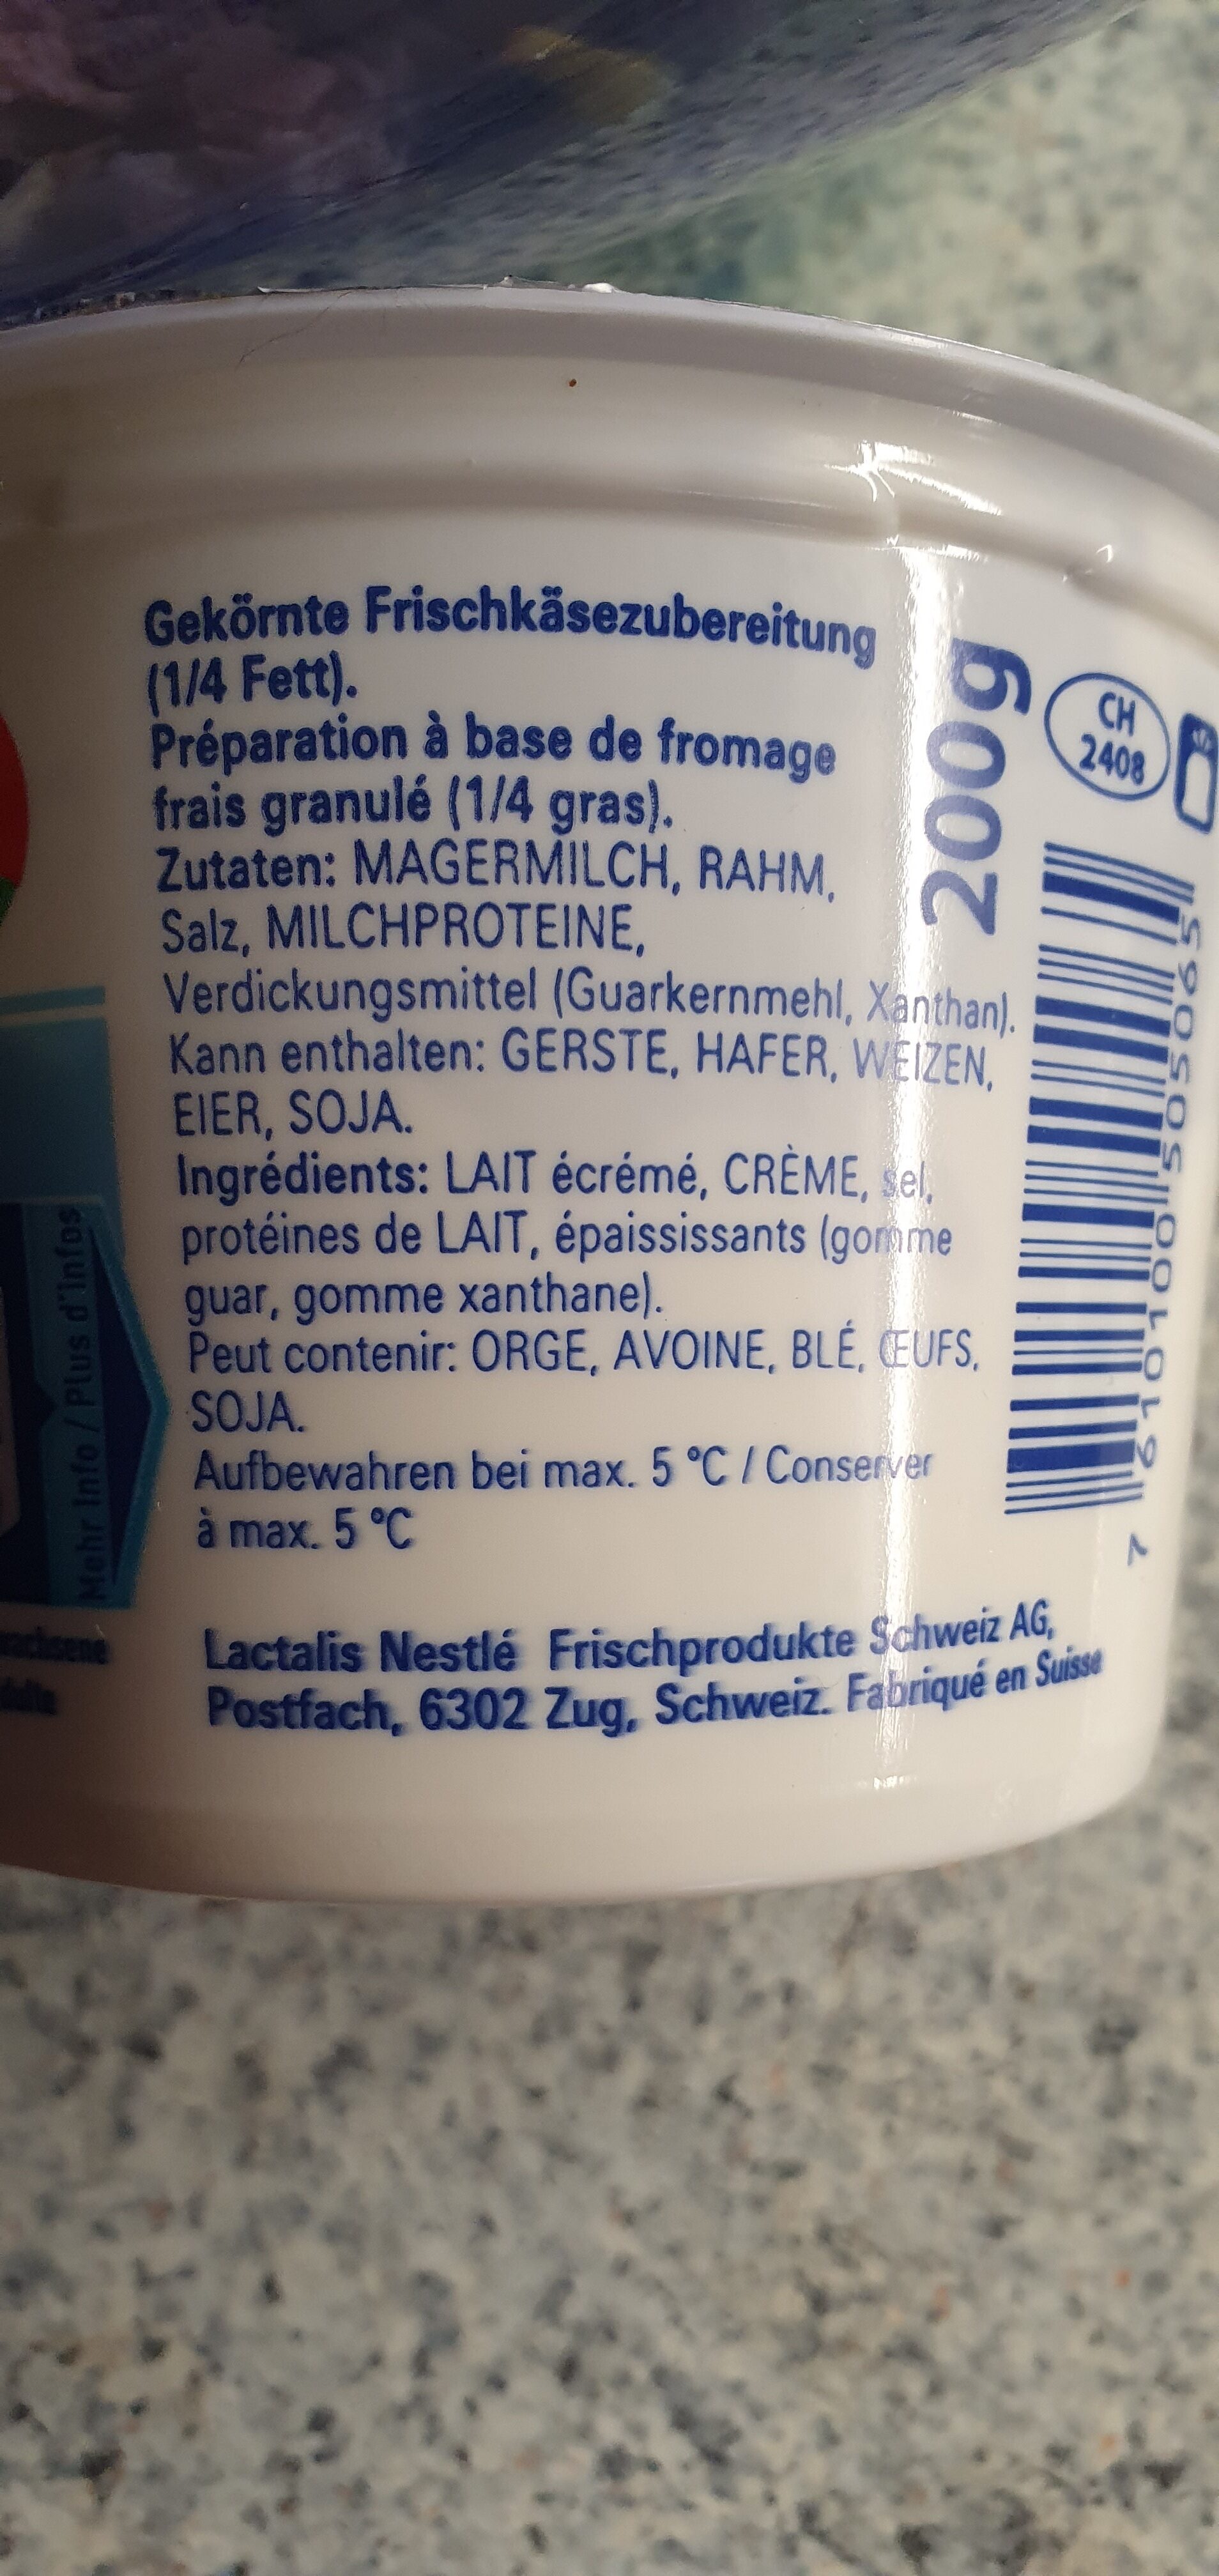 Gekörnte Frischkäsezubereitung
(1/4 Fett).
Préparation à base de fromage
frais granulé (1/4 gras).
Zutaten: MAGERMILCH, RAHM,
Salz, MILCHPROTEINE,
Verdickungsmittel (Guarkernmehl, Xanthan).
Kann enthalten: GERSTE, HAFER, WEIZEN,
EIER, SOJA.
Ingrédients: LAIT écrémé, CRÈME, sel,
protéines de LAIT, épaississants (gomme
guar, gomme xanthane).
Peut contenir: ORGE, AVOINE, BLÉ, ŒUFS,
SOJA.
Aufbewahren bei max. 5 °C / Conserver
à max. 5 °C
Lactalis Nestlé Frischprodukte Schweiz AG,
Postfach, 6302 Zug, Schweiz. Fabriqué en Suisse
200g
CH
2408
7 610100 505065
Mehr Info / Plus d'infos